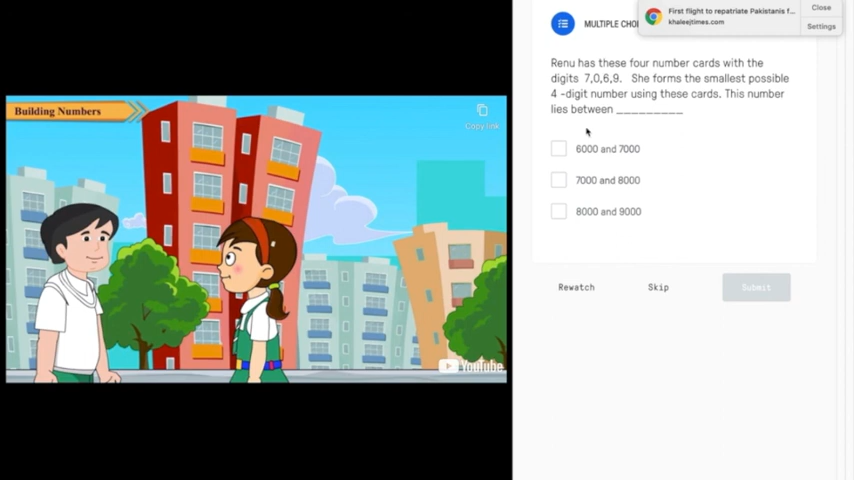 Building Numbers
Copy link
YouTube
MULTIPLE
First flight to repatriate Pakistanis f...
khaleejtimes.com
Close
Settings
Renu has these four number cards with the
digits 7,0,6,9. She forms the smallest possible
4 -digit number using these cards. This number
lies between __________
6000 and 7000
7000 and 8000
8000 and 9000
Rewatch
Skip
Submit